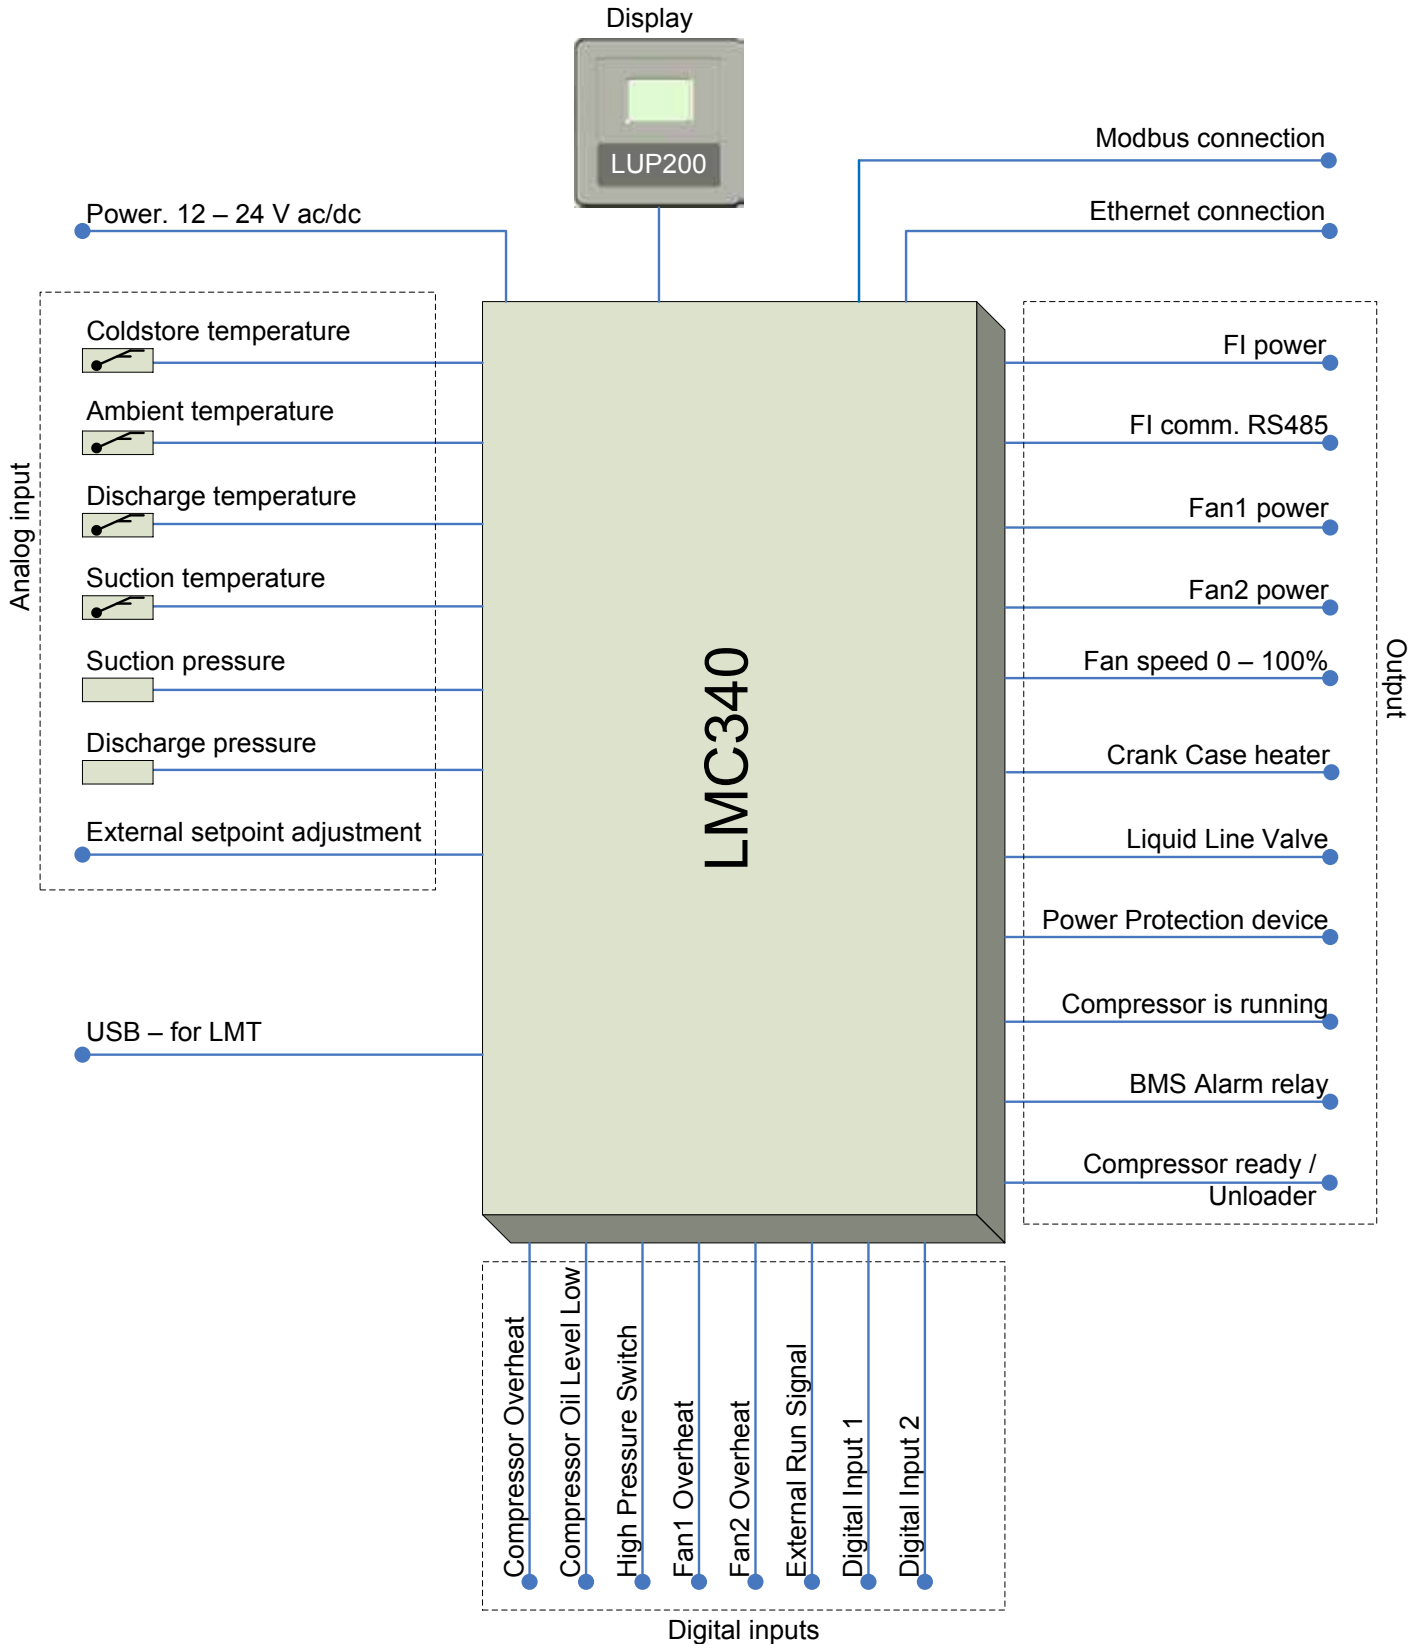 Display
LUP200
Modbus connection
Ethernet connection
Power. 12 – 24 V ac/dc
Analog input
Coldstore temperature
Ambient temperature
Discharge temperature
Suction temperature
Suction pressure
Discharge pressure
External setpoint adjustment
USB – for LMT
LMC340
Output
FI power
FI comm. RS485
Fan1 power
Fan2 power
Fan speed 0 – 100%
Crank Case heater
Liquid Line Valve
Power Protection device
Compressor is running
BMS Alarm relay
Compressor ready /
Unloader
Compressor Overheat
Compressor Oil Level Low
High Pressure Switch
Fan1 Overheat
Fan2 Overheat
External Run Signal
Digital Input 1
Digital Input 2
Digital inputs